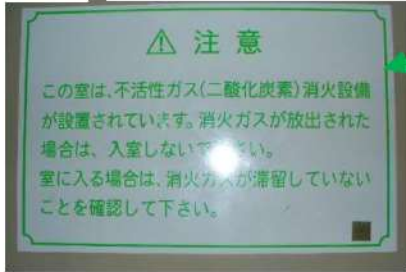 ⚠ 注意
この室は、不活性ガス(二酸化炭素)消火設備
が設置されています。消火ガスが放出された
場合は、入室しないで さい。
室に入る場合は、消火ガスが滞留していない
ことを確認して下さい。